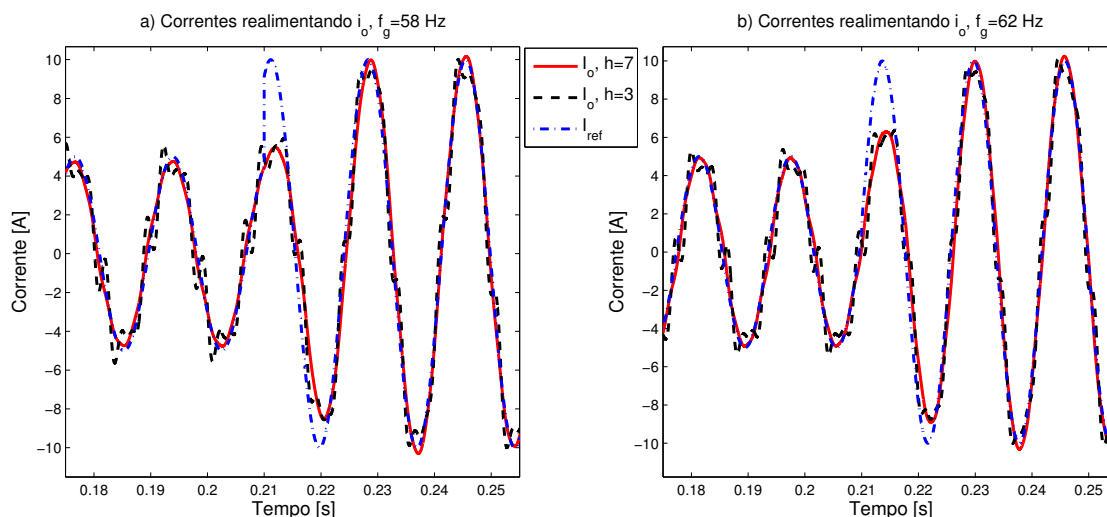 a) Correntes realimentando i_o, f_g=58 Hz
Corrente [A]
10
8
6
4
2
0
−2
−4
−6
−8
−10
0.18 0.19 0.2 0.21 0.22 0.23 0.24 0.25
Tempo [s]
I_o, h=7
I_o, h=3
I_ref
b) Correntes realimentando i_o, f_g=62 Hz
Corrente [A]
10
8
6
4
2
0
−2
−4
−6
−8
−10
0.18 0.19 0.2 0.21 0.22 0.23 0.24 0.25
Tempo [s]